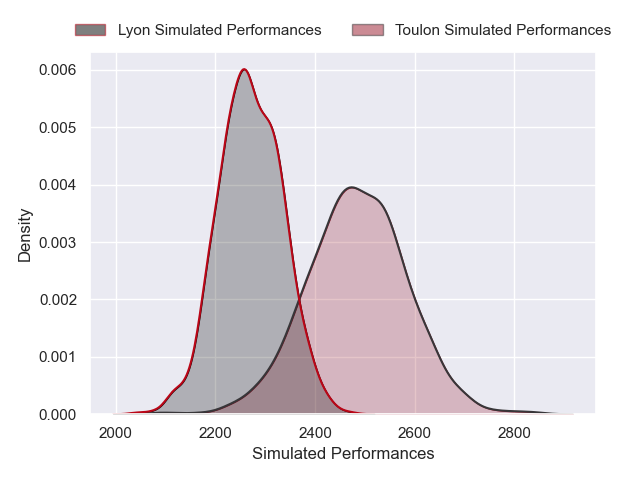 Lyon Simulated Performances
Toulon Simulated Performances
0.006
0.005
0.004
0.003
0.002
0.001
0.000
Density
2000 2200 2400 2600 2800
Simulated Performances